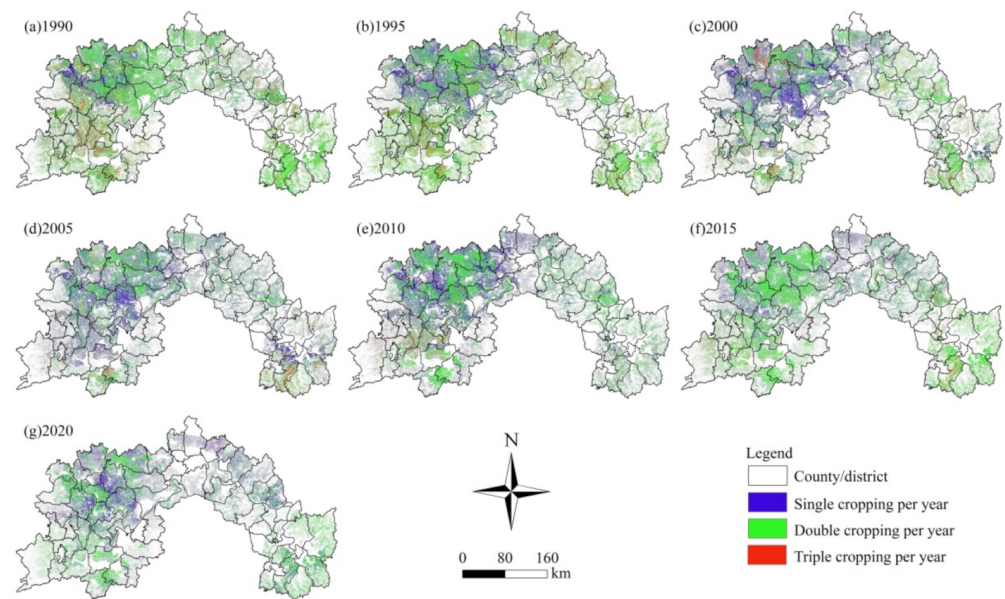 (a)1990
(b)1995
(c)2000
(d)2005
(e)2010
(f)2015
(g)2020
N
0 80 160
km
Legend
County/district
Single cropping per year
Double cropping per year
Triple cropping per year